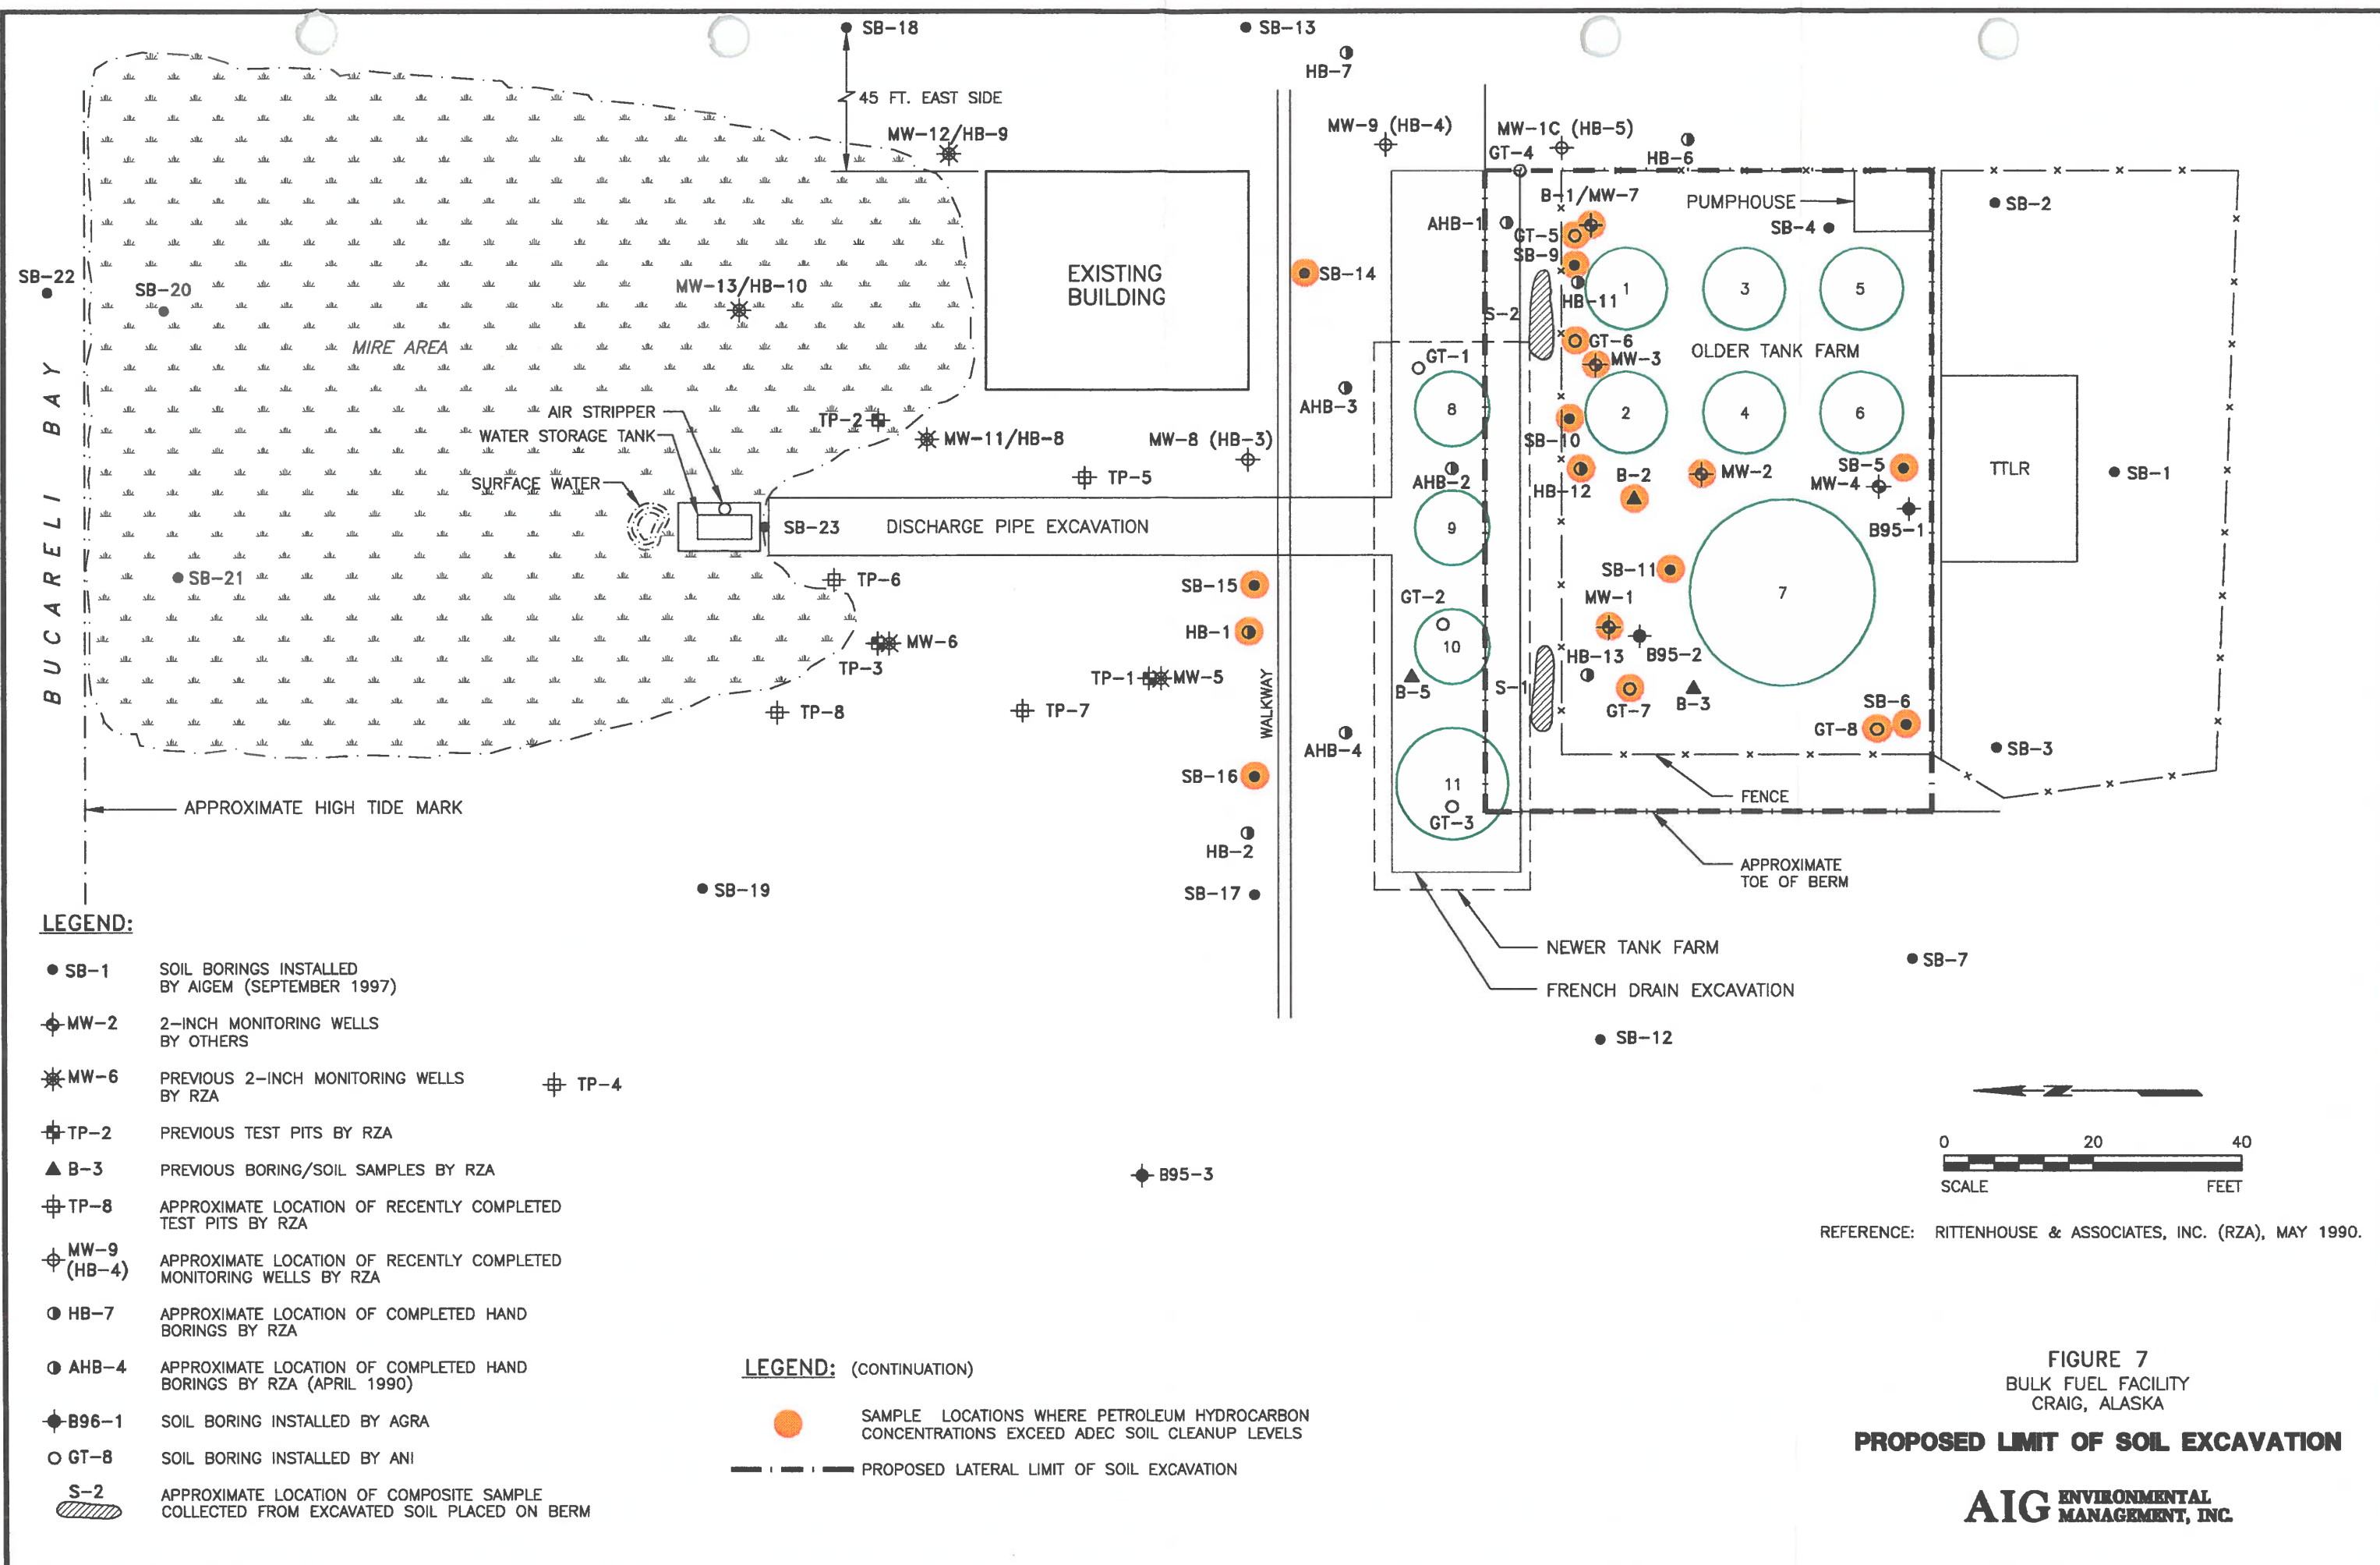 SB-18
SB-13
HB-7
45 FT. EAST SIDE
MW-12/HB-9
MW-9 (HB-4)
MW-1C (HB-5)
GT-4
HB-6
B-1/MW-7
PUMPHOUSE
SB-2
AHB-1
GT-5
SB-4
SB-9
SB-22
SB-20
MW-13/HB-10
EXISTING
BUILDING
SB-14
HB-11
1
3
5
S-2
MIRE AREA
GT-1
GT-6
MW-3
OLDER TANK FARM
BUCARELI BAY
AIR STRIPPER
TP-2
AHB-3
8
2
4
6
WATER STORAGE TANK
MW-11/HB-8
MW-8 (HB-3)
SB-10
SURFACE WATER
TP-5
AHB-2
HB-12
B-2
MW-2
SB-5
MW-4
TTLR
SB-1
SB-23
DISCHARGE PIPE EXCAVATION
9
B95-1
SB-21
TP-6
SB-15
GT-2
SB-11
MW-1
7
HB-1
MW-6
TP-3
10
HB-13
B95-2
TP-1
MW-5
WALKWAY
B-5
S-1
GT-7
B-3
SB-6
TP-8
TP-7
GT-8
AHB-4
SB-3
SB-16
11
APPROXIMATE HIGH TIDE MARK
GT-3
FENCE
HB-2
APPROXIMATE
TOE OF BERM
SB-19
SB-17
NEWER TANK FARM
SB-7
FRENCH DRAIN EXCAVATION
SB-12
LEGEND:
SB-1
SOIL BORINGS INSTALLED
BY AIGEM (SEPTEMBER 1997)
MW-2
2-INCH MONITORING WELLS
BY OTHERS
MW-6
PREVIOUS 2-INCH MONITORING WELLS
BY RZA
TP-4
TP-2
PREVIOUS TEST PITS BY RZA
B-3
PREVIOUS BORING/SOIL SAMPLES BY RZA
B95-3
TP-8
APPROXIMATE LOCATION OF RECENTLY COMPLETED
TEST PITS BY RZA
MW-9
(HB-4)
APPROXIMATE LOCATION OF RECENTLY COMPLETED
MONITORING WELLS BY RZA
HB-7
APPROXIMATE LOCATION OF COMPLETED HAND
BORINGS BY RZA
AHB-4
APPROXIMATE LOCATION OF COMPLETED HAND
BORINGS BY RZA (APRIL 1990)
B96-1
SOIL BORING INSTALLED BY AGRA
GT-8
SOIL BORING INSTALLED BY ANI
S-2
APPROXIMATE LOCATION OF COMPOSITE SAMPLE
COLLECTED FROM EXCAVATED SOIL PLACED ON BERM
LEGEND: (CONTINUATION)
SAMPLE LOCATIONS WHERE PETROLEUM HYDROCARBON
CONCENTRATIONS EXCEED ADEC SOIL CLEANUP LEVELS
PROPOSED LATERAL LIMIT OF SOIL EXCAVATION
Z
0 20 40
SCALE FEET
REFERENCE: RITTENHOUSE & ASSOCIATES, INC. (RZA), MAY 1990.
FIGURE 7
BULK FUEL FACILITY
CRAIG, ALASKA
PROPOSED LIMIT OF SOIL EXCAVATION
AIG ENVIRONMENTAL
MANAGEMENT, INC.